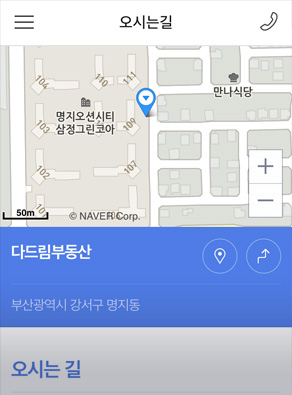 오시는길
104
110
111
명지오션시티
삼정그린코아
만나식당
103
109
102
107
50m
© NAVER Corp.
다드림부동산
부산광역시 강서구 명지동
오시는 길